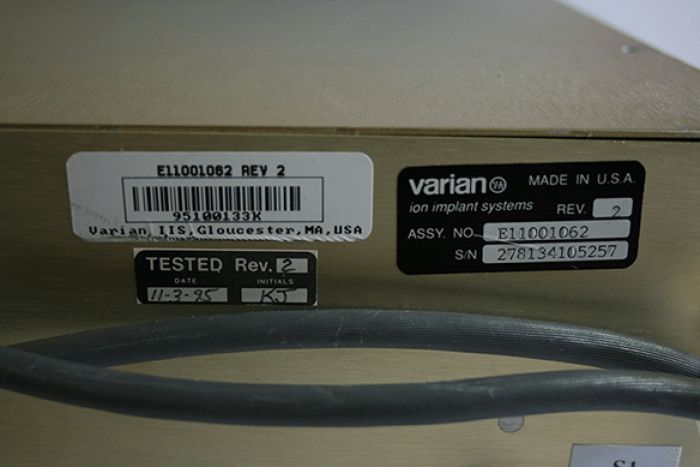 E11001062 REV 2
95100133K
Varian, IIS, Gloucester, MA, USA
TESTED Rev. 2
DATE INITIALS
11-3-95 KJ
varian MADE IN U.S.A.
ion implant systems REV. 2
ASSY. NO. E11001062
S/N 278134105257